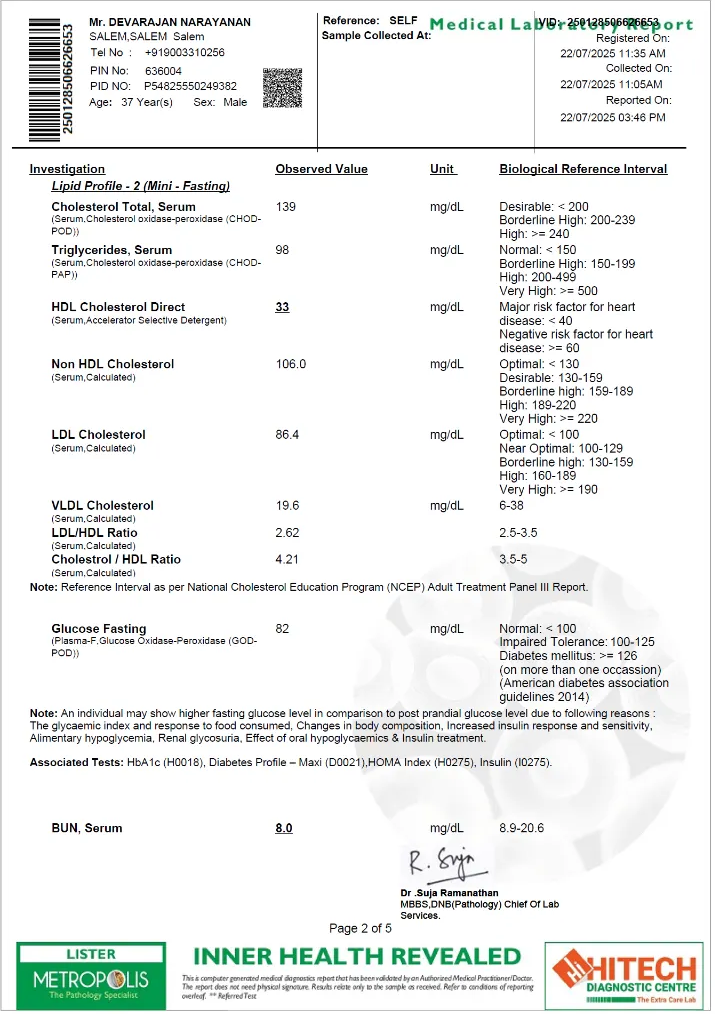 Mr. DEVARAJAN NARAYANAN
SALEM,SALEM Salem
Tel No : +919003310256
PIN No: 636004
PID NO: P54825550249382
Age: 37 Year(s) Sex: Male
250128506626653
Reference: SELF
Sample Collected At:
Medical Laboratory Report
VID: 250128506626653
Registered On:
22/07/2025 11:35 AM
Collected On:
22/07/2025 11:05AM
Reported On:
22/07/2025 03:46 PM
Investigation Observed Value Unit Biological Reference Interval
Lipid Profile - 2 (Mini - Fasting)
Cholesterol Total, Serum 139 mg/dL Desirable: < 200
(Serum,Cholesterol oxidase-peroxidase (CHOD- Borderline High: 200-239
POD)) High: >= 240
Triglycerides, Serum 98 mg/dL Normal: < 150
(Serum,Cholesterol oxidase-peroxidase (CHOD- Borderline High: 150-199
PAP)) High: 200-499
Very High: >= 500
HDL Cholesterol Direct 33 mg/dL Major risk factor for heart
(Serum,Accelerator Selective Detergent) disease: < 40
Negative risk factor for heart
disease: >= 60
Non HDL Cholesterol 106.0 mg/dL Optimal: < 130
(Serum,Calculated) Desirable: 130-159
Borderline high: 159-189
High: 189-220
Very High: >= 220
LDL Cholesterol 86.4 mg/dL Optimal: < 100
(Serum,Calculated) Near Optimal: 100-129
Borderline high: 130-159
High: 160-189
Very High: >= 190
VLDL Cholesterol 19.6 mg/dL 6-38
(Serum,Calculated)
LDL/HDL Ratio 2.62 2.5-3.5
(Serum,Calculated)
Cholestrol / HDL Ratio 4.21 3.5-5
(Serum,Calculated)
Note: Reference Interval as per National Cholesterol Education Program (NCEP) Adult Treatment Panel III Report.
Glucose Fasting 82 mg/dL Normal: < 100
(Plasma-F,Glucose Oxidase-Peroxidase (GOD- Impaired Tolerance: 100-125
POD)) Diabetes mellitus: >= 126
(on more than one occassion)
(American diabetes association
guidelines 2014)
Note: An individual may show higher fasting glucose level in comparison to post prandial glucose level due to following reasons :
The glycaemic index and response to food consumed, Changes in body composition, Increased insulin response and sensitivity,
Alimentary hypoglycemia, Renal glycosuria, Effect of oral hypoglycaemics & Insulin treatment.
Associated Tests: HbA1c (H0018), Diabetes Profile – Maxi (D0021),HOMA Index (H0275), Insulin (I0275).
BUN, Serum 8.0 mg/dL 8.9-20.6
R. Suja
Dr .Suja Ramanathan
MBBS,DNB(Pathology) Chief Of Lab
Services.
Page 2 of 5
LISTER
METROPOLIS
The Pathology Specialist
INNER HEALTH REVEALED
This is computer generated medical diagnostics report that has been validated by an Authorized Medical Practitioner/Doctor.
The report does not need physical signature. Results relate only to the sample as received. Refer to conditions of reporting
overleaf. ** Referred Test
Hi HITECH
DIAGNOSTIC CENTRE
The Extra Care Lab